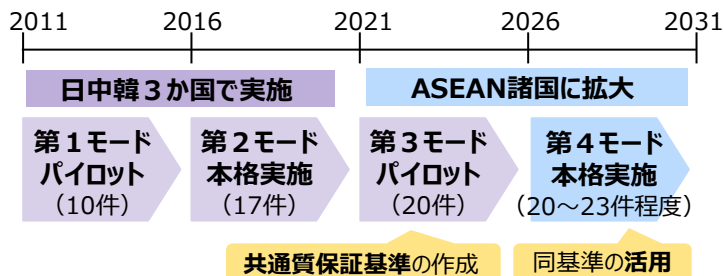 2011 2016 2021 2026 2031
日中韓３か国で実施
ASEAN諸国に拡大
第１モード
パイロット
（10件）
第２モード
本格実施
（17件）
第３モード
パイロット
（20件）
第４モード
本格実施
（20～23件程度）
共通質保証基準の作成
同基準の活用